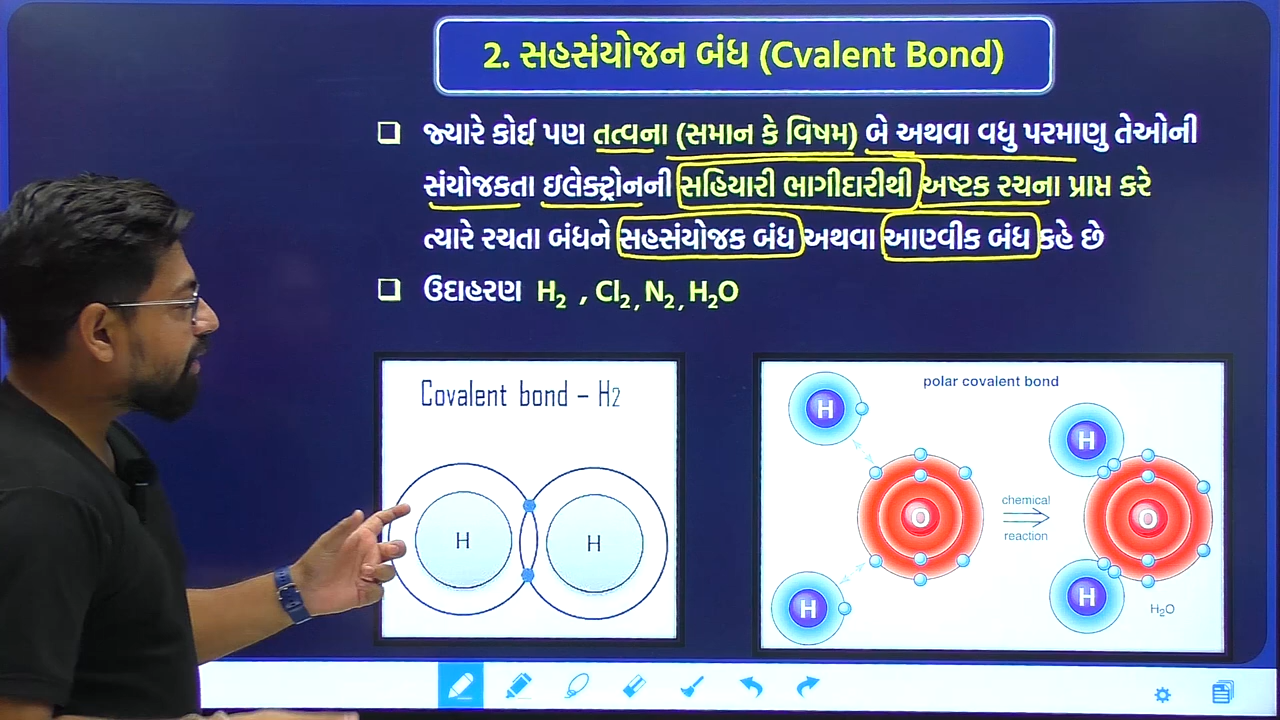 2. સહસંયોજન બંધ (Cvalent Bond)
જ્યારે કોઈ પણ તત્વના (સમાન કે વિષમ) બે અથવા વધુ પરમાણુ તેઓની
સંયોજકતા ઇલેક્ટ્રોનની સહિયારી ભાગીદારીથી અષ્ટક રચના પ્રાપ્ત કરે
ત્યારે રચતા બંધને સહસંયોજક બંધ અથવા આણ્વીક બંધ કહે છે
ઉદાહરણ H₂ , Cl₂, N₂, H₂O
Covalent bond – H2
H H
polar covalent bond
H
H
O
chemical
reaction
H
O
H
H
H₂O